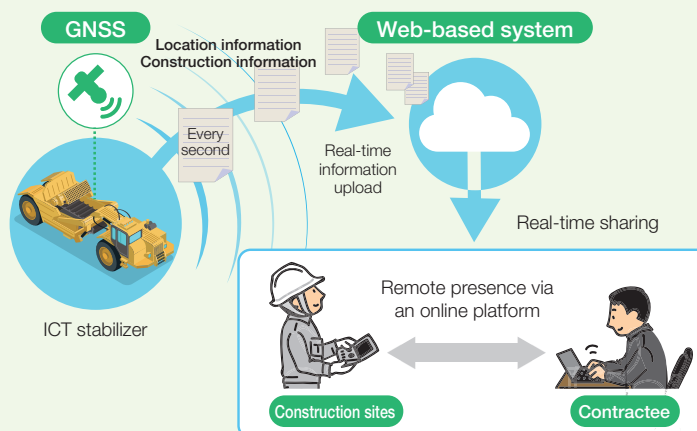 GNSS
Location information
Construction information
Web-based system
Every
second
Real-time
information
upload
ICT stabilizer
Real-time sharing
Remote presence via
an online platform
Construction sites
Contractee